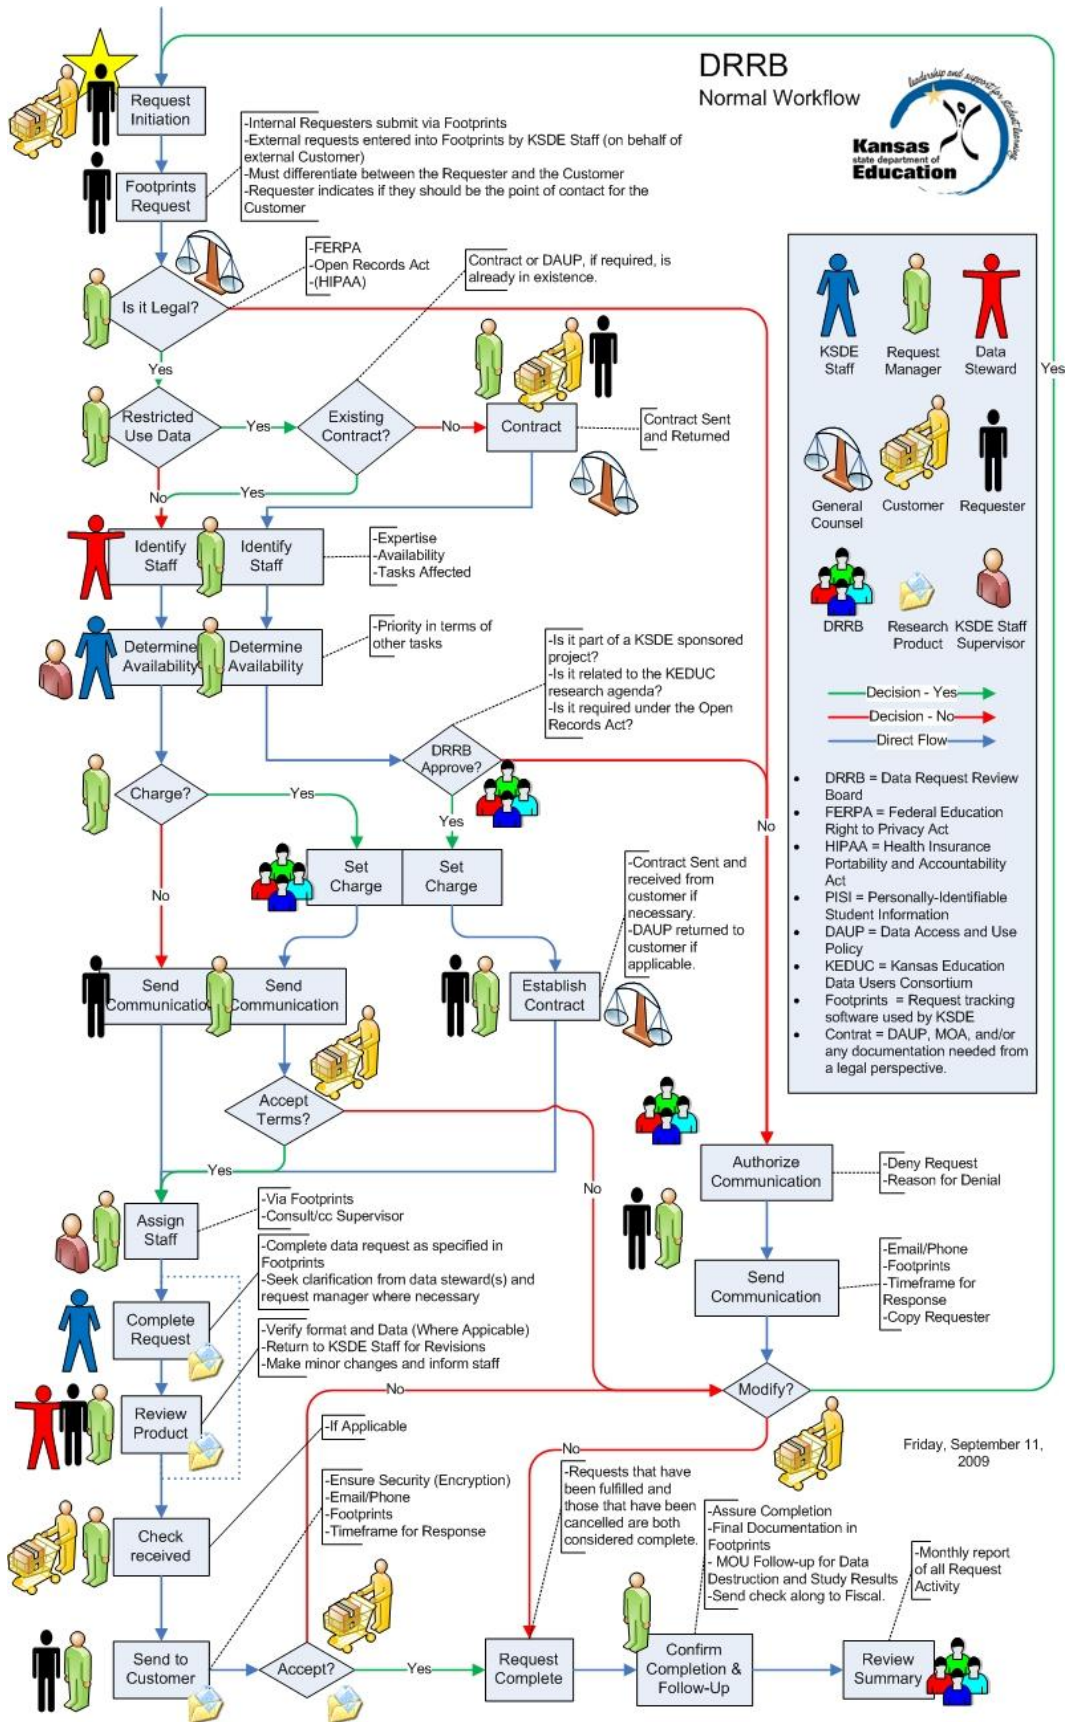 DRRB
Normal Workflow
leadership and support for student learning
Kansas
state department of
Education
Request
Initiation
-Internal Requesters submit via Footprints
-External requests entered into Footprints by KSDE Staff (on behalf of
external Customer)
-Must differentiate between the Requester and the Customer
-Requester indicates if they should be the point of contact for the
Customer
Footprints
Request
-FERPA
-Open Records Act
-(HIPAA)
Contract or DAUP, if required, is
already in existence.
Is it Legal?
Yes
Restricted
Use Data
Yes
Existing
Contract?
No
Contract
Contract Sent
and Returned
No
Yes
Identify
Staff
Identify
Staff
-Expertise
-Availability
-Tasks Affected
Determine
Availability
Determine
Availability
-Priority in terms of
other tasks
-Is it part of a KSDE sponsored
project?
-Is it related to the KEDUC
research agenda?
-Is it required under the Open
Records Act?
DRRB
Approve?
Charge?
Yes
Yes
No
No
Set
Charge
Set
Charge
-Contract Sent and
received from
customer if
necessary.
-DAUP returned to
customer if
applicable.
Send
Communication
Send
Communication
Establish
Contract
Accept
Terms?
Yes
No
Authorize
Communication
-Deny Request
-Reason for Denial
Assign
Staff
-Via Footprints
-Consult/cc Supervisor
Send
Communication
-Email/Phone
-Footprints
-Timeframe for
Response
-Copy Requester
-Complete data request as specified in
Footprints
-Seek clarification from data steward(s) and
request manager where necessary
Complete
Request
-Verify format and Data (Where Appicable)
-Return to KSDE Staff for Revisions
-Make minor changes and inform staff
Review
Product
No
Modify?
Yes
-If Applicable
No
Friday, September 11,
2009
-Ensure Security (Encryption)
-Email/Phone
-Footprints
-Timeframe for Response
Check
received
-Requests that have
been fulfilled and
those that have been
cancelled are both
considered complete.
-Assure Completion
-Final Documentation in
Footprints
- MOU Follow-up for Data
Destruction and Study Results
-Send check along to Fiscal.
-Monthly report
of all Request
Activity
Send to
Customer
Accept?
Yes
Request
Complete
Confirm
Completion &
Follow-Up
Review
Summary
KSDE
Staff
Request
Manager
Data
Steward
General
Counsel
Customer
Requester
DRRB
Research
Product
KSDE Staff
Supervisor
Decision - Yes
Decision - No
Direct Flow
• DRRB = Data Request Review
Board
• FERPA = Federal Education
Right to Privacy Act
• HIPAA = Health Insurance
Portability and Accountability
Act
• PISI = Personally-Identifiable
Student Information
• DAUP = Data Access and Use
Policy
• KEDUC = Kansas Education
Data Users Consortium
• Footprints = Request tracking
software used by KSDE
• Contrat = DAUP, MOA, and/or
any documentation needed from
a legal perspective.